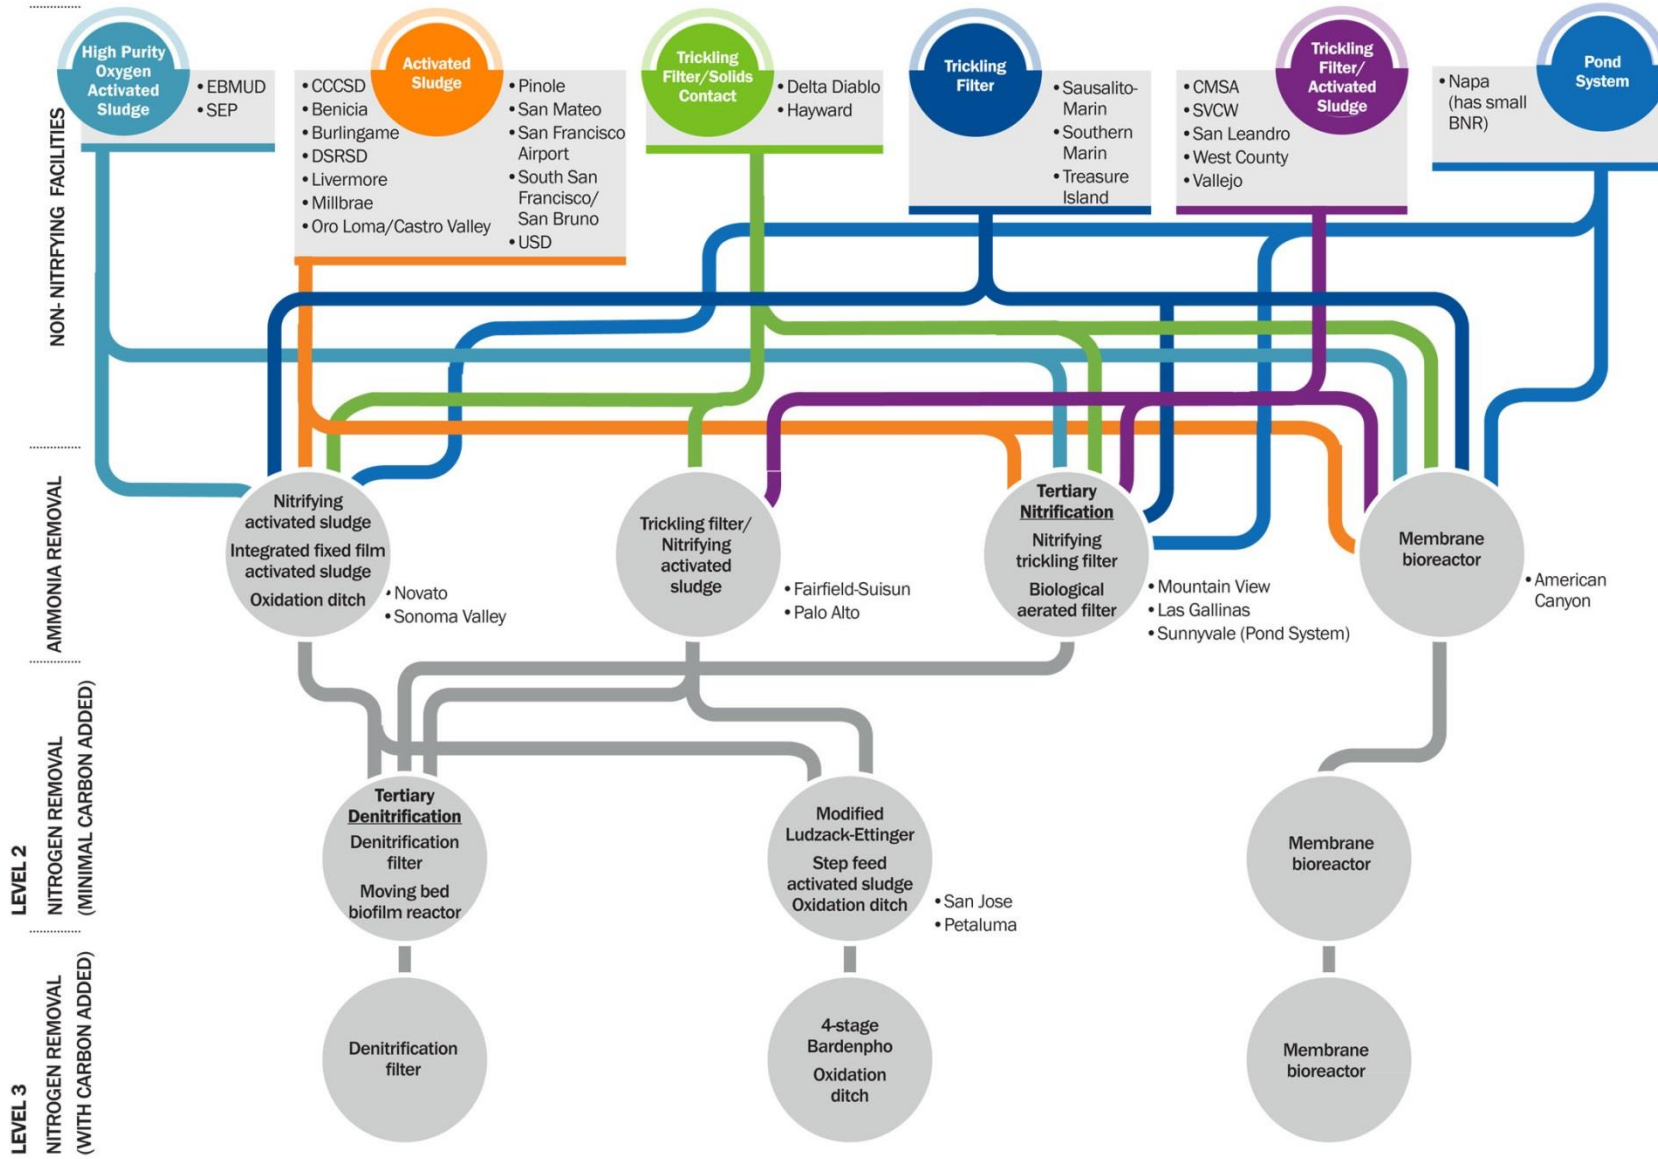 High Purity
Oxygen
Activated
Sludge
• EBMUD
• SEP
Activated
Sludge
• CCCSD
• Benicia
• Burlingame
• DSRSD
• Livermore
• Millbrae
• Oro Loma/Castro Valley
• Pinole
• San Mateo
• San Francisco
Airport
• South San
Francisco/
San Bruno
• USD
Trickling
Filter/Solids
Contact
• Delta Diablo
• Hayward
Trickling
Filter
• Sausalito-
Marin
• Southern
Marin
• Treasure
Island
Trickling
Filter/
Activated
Sludge
• CMSA
• SVCW
• San Leandro
• West County
• Vallejo
Pond
System
• Napa
(has small
BNR)
NON- NITRFYING FACILITIES
AMMONIA REMOVAL
Nitrifying
activated sludge
Integrated fixed film
activated sludge
Oxidation ditch
• Novato
• Sonoma Valley
Trickling filter/
Nitrifying
activated
sludge
• Fairfield-Suisun
• Palo Alto
Tertiary
Nitrification
Nitrifying
trickling filter
Biological
aerated filter
• Mountain View
• Las Gallinas
• Sunnyvale (Pond System)
Membrane
bioreactor
• American
Canyon
LEVEL 2
NITROGEN REMOVAL
(MINIMAL CARBON ADDED)
Tertiary
Denitrification
Denitrification
filter
Moving bed
biofilm reactor
Modified
Ludzack-Ettinger
Step feed
activated sludge
Oxidation ditch
• San Jose
• Petaluma
Membrane
bioreactor
LEVEL 3
NITROGEN REMOVAL
(WITH CARBON ADDED)
Denitrification
filter
4-stage
Bardenpho
Oxidation
ditch
Membrane
bioreactor